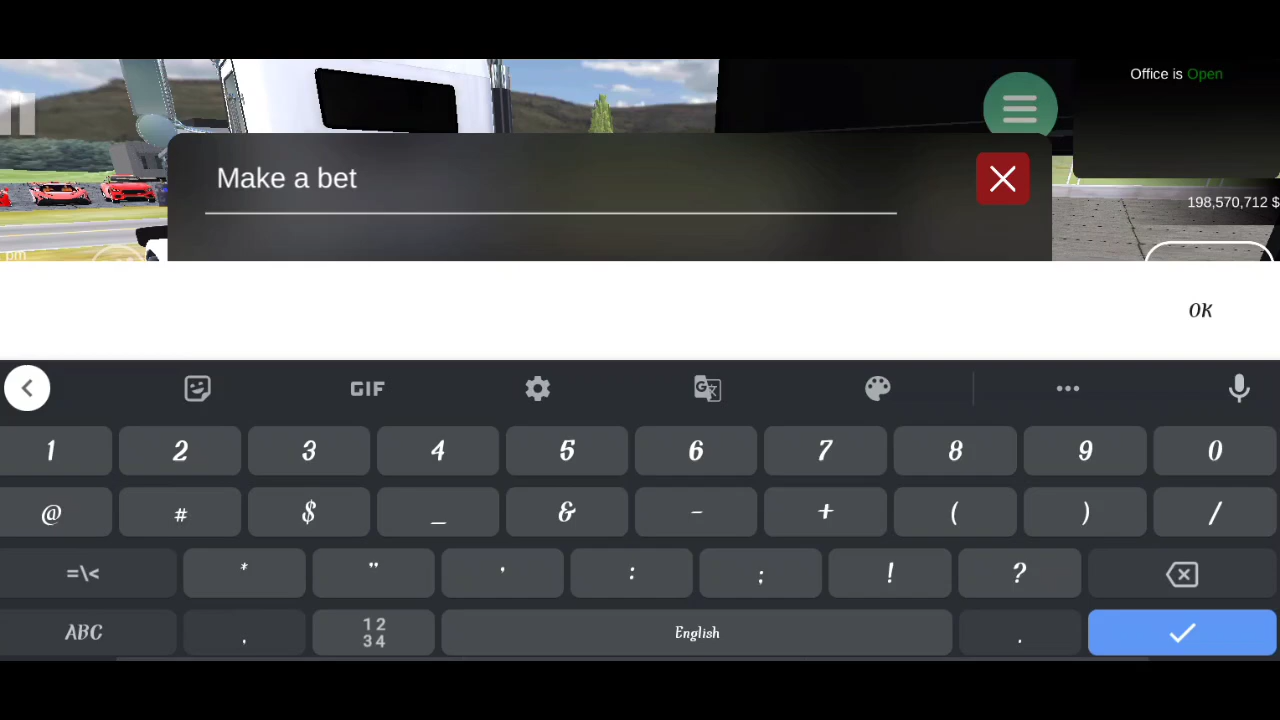 Office is Open
Make a bet
198,570,712 $
pm
OK
GIF
1 2 3 4 5 6 7 8 9 0
@ # $ _ & - + ( ) /
=\< * " ' : ; ! ?
ABC , 12 34 English .